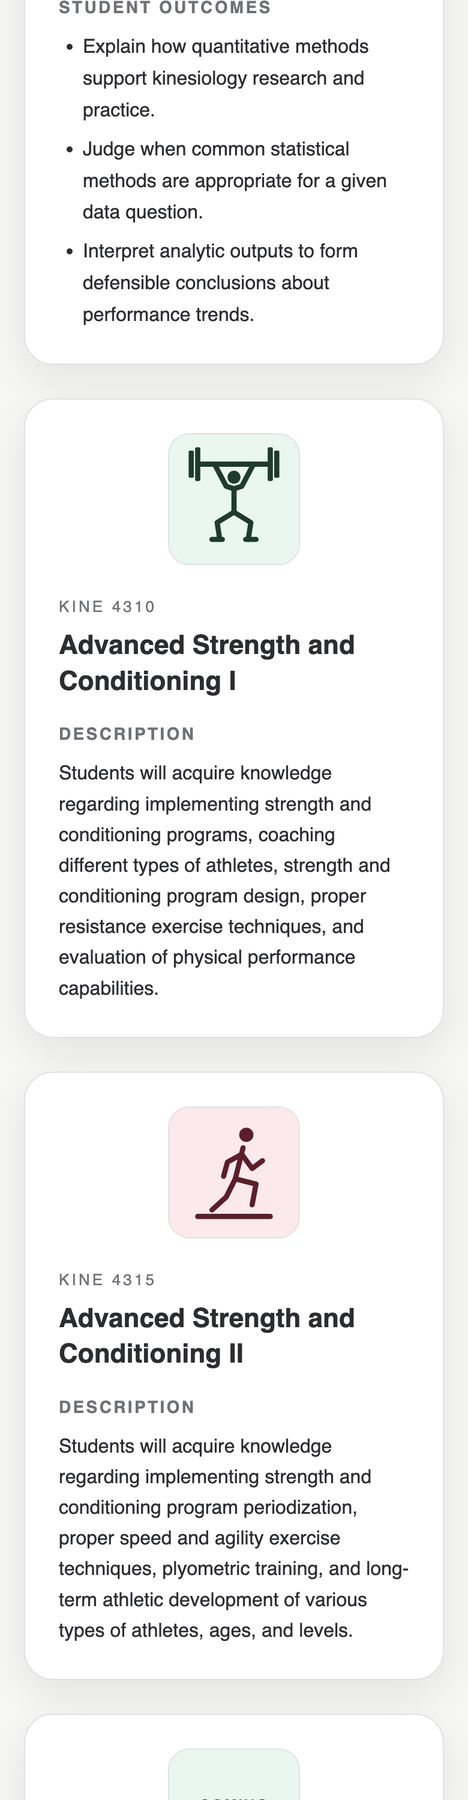 STUDENT OUTCOMES
• Explain how quantitative methods
support kinesiology research and
practice.
• Judge when common statistical
methods are appropriate for a given
data question.
• Interpret analytic outputs to form
defensible conclusions about
performance trends.
KINE 4310
Advanced Strength and
Conditioning I
DESCRIPTION
Students will acquire knowledge
regarding implementing strength and
conditioning programs, coaching
different types of athletes, strength and
conditioning program design, proper
resistance exercise techniques, and
evaluation of physical performance
capabilities.
KINE 4315
Advanced Strength and
Conditioning II
DESCRIPTION
Students will acquire knowledge
regarding implementing strength and
conditioning program periodization,
proper speed and agility exercise
techniques, plyometric training, and long-
term athletic development of various
types of athletes, ages, and levels.